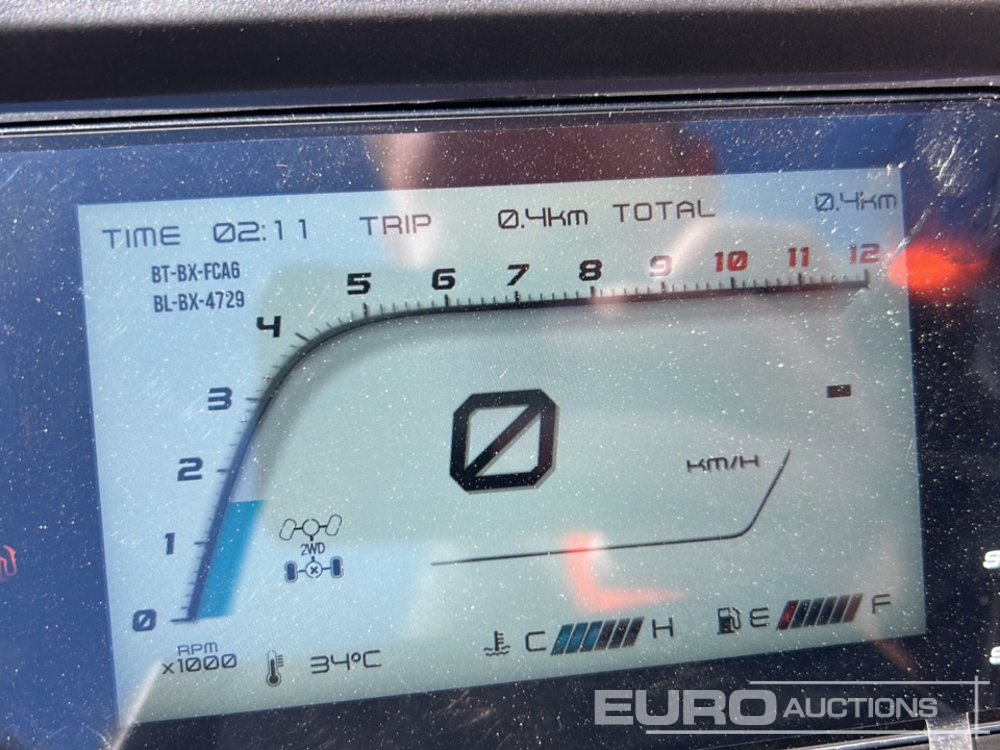 TIME 02:11 TRIP 0.4km TOTAL 0.4km
BT-BX-FCA6
BL-BX-4729
0 1 2 3 4 5 6 7 8 9 10 11 12
0
KM/H
2WD
RPM
x1000
34°C
C H
E F
EURO AUCTIONS